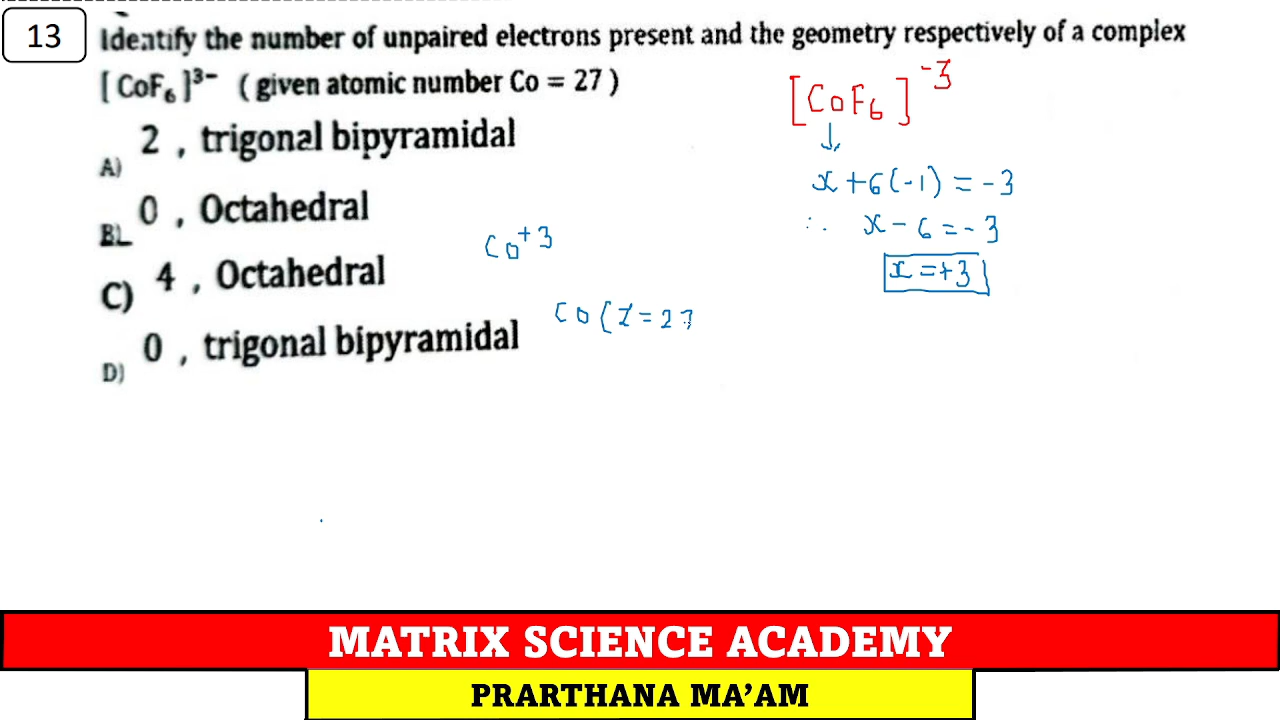 13
Identify the number of unpaired electrons present and the geometry respectively of a complex
[ CoF₆ ]³⁻ ( given atomic number Co = 27 )
A) 2 , trigonal bipyramidal
B) 0 , Octahedral
C) 4 , Octahedral
D) 0 , trigonal bipyramidal
[CoF₆]⁻³
↓
x + 6(-1) = -3
∴ x - 6 = -3
x = +3
Co⁺³
Co (Z = 27
MATRIX SCIENCE ACADEMY
PRARTHANA MA’AM